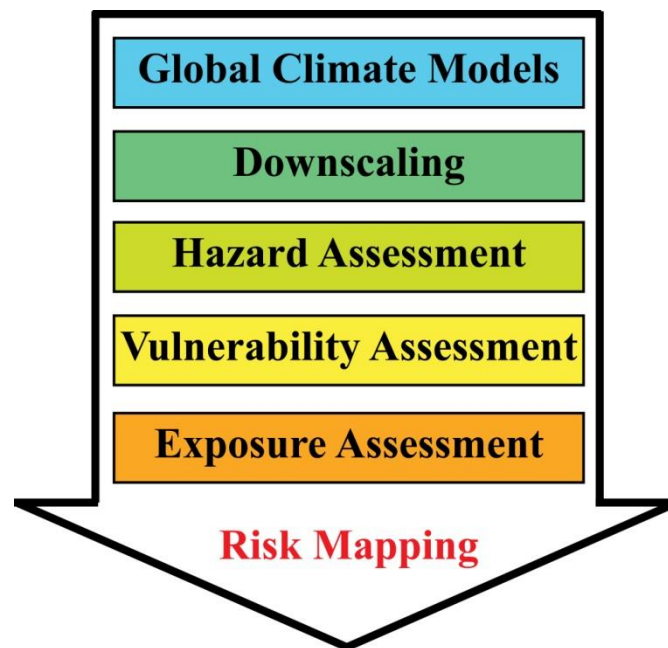 Global Climate Models
Downscaling
Hazard Assessment
Vulnerability Assessment
Exposure Assessment
Risk Mapping